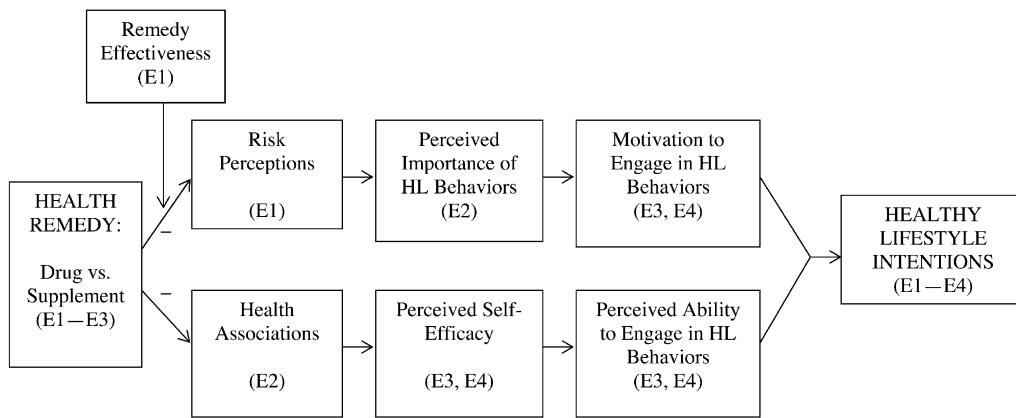 Remedy
Effectiveness
(E1)
Risk
Perceptions
(E1)
Perceived
Importance of
HL Behaviors
(E2)
Motivation to
Engage in HL
Behaviors
(E3, E4)
HEALTH
REMEDY:
Drug vs.
Supplement
(E1—E3)
–
–
HEALTHY
LIFESTYLE
INTENTIONS
(E1—E4)
Health
Associations
(E2)
Perceived Self-
Efficacy
(E3, E4)
Perceived Ability
to Engage in HL
Behaviors
(E3, E4)